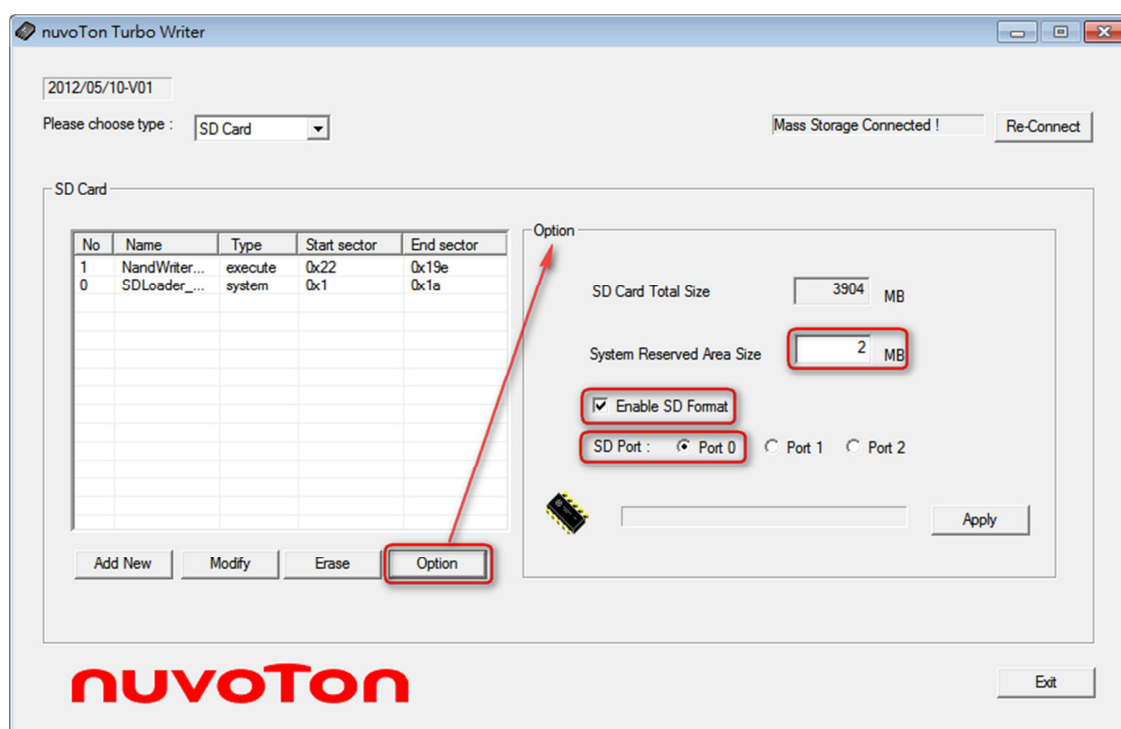 nuvoTon Turbo Writer
2012/05/10-V01
Please choose type : SD Card
Mass Storage Connected ! Re-Connect
SD Card
No Name Type Start sector End sector
1 NandWriter... execute 0x22 0x19e
0 SDLoader_... system 0x1 0x1a
Option
SD Card Total Size 3904 MB
System Reserved Area Size 2 MB
Enable SD Format
SD Port : Port 0 Port 1 Port 2
Apply
Add New Modify Erase Option
nuvoTon
Exit